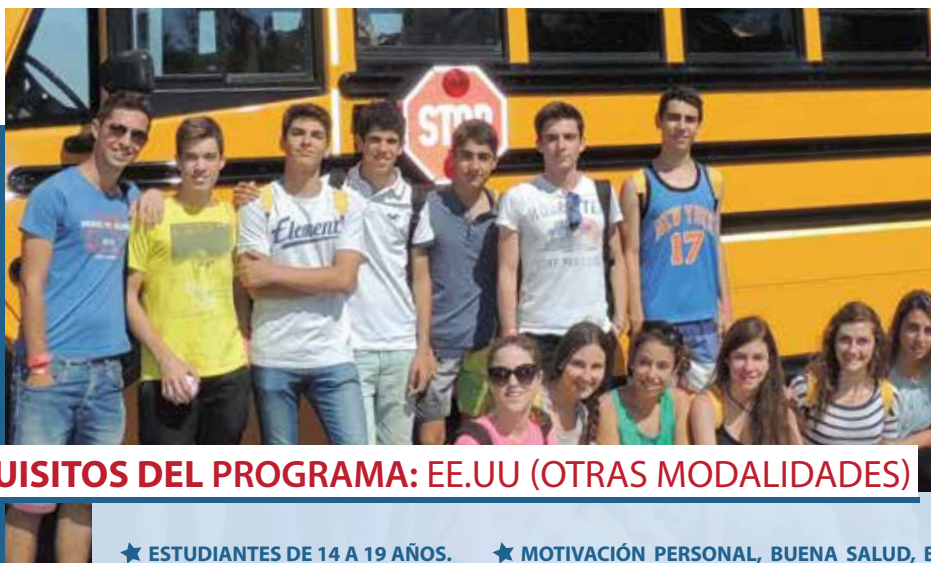 STOP
Element
NEW YORK
17
UISITOS DEL PROGRAMA: EE.UU (OTRAS MODALIDADES)
ESTUDIANTES DE 14 A 19 AÑOS.
MOTIVACIÓN PERSONAL, BUENA SALUD, E